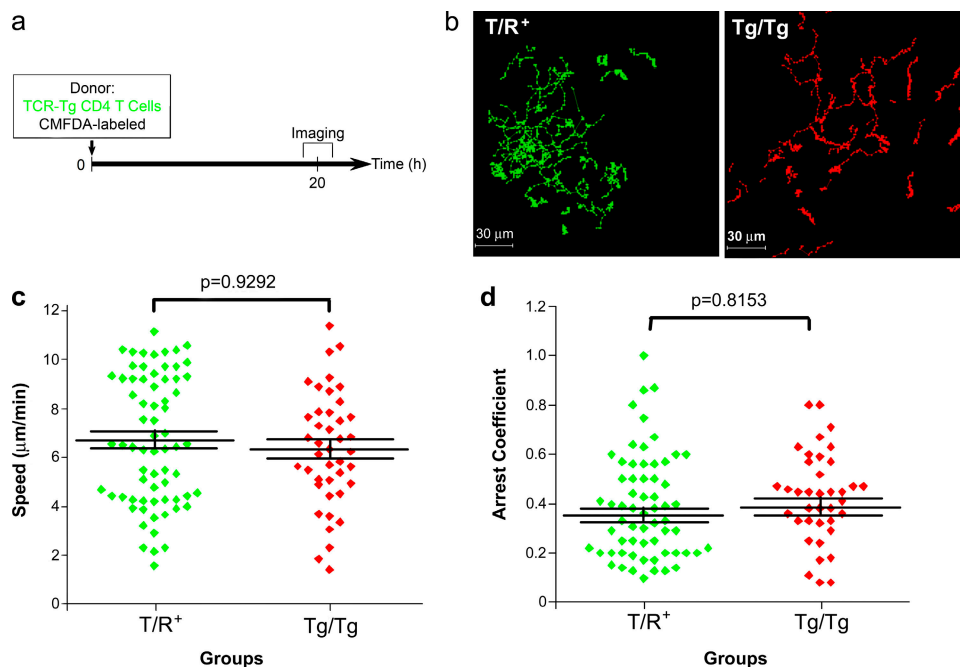 a
Donor:
TCR-Tg CD4 T Cells
CMFDA-labeled
Imaging
0
Time (h)
20
b
T/R+
30 μm
Tg/Tg
30 μm
c
p=0.9292
12
10
8
6
4
2
0
Speed (μm/min)
T/R+
Tg/Tg
Groups
d
p=0.8153
1.2
1.0
0.8
0.6
0.4
0.2
0
Arrest Coefficient
T/R+
Tg/Tg
Groups